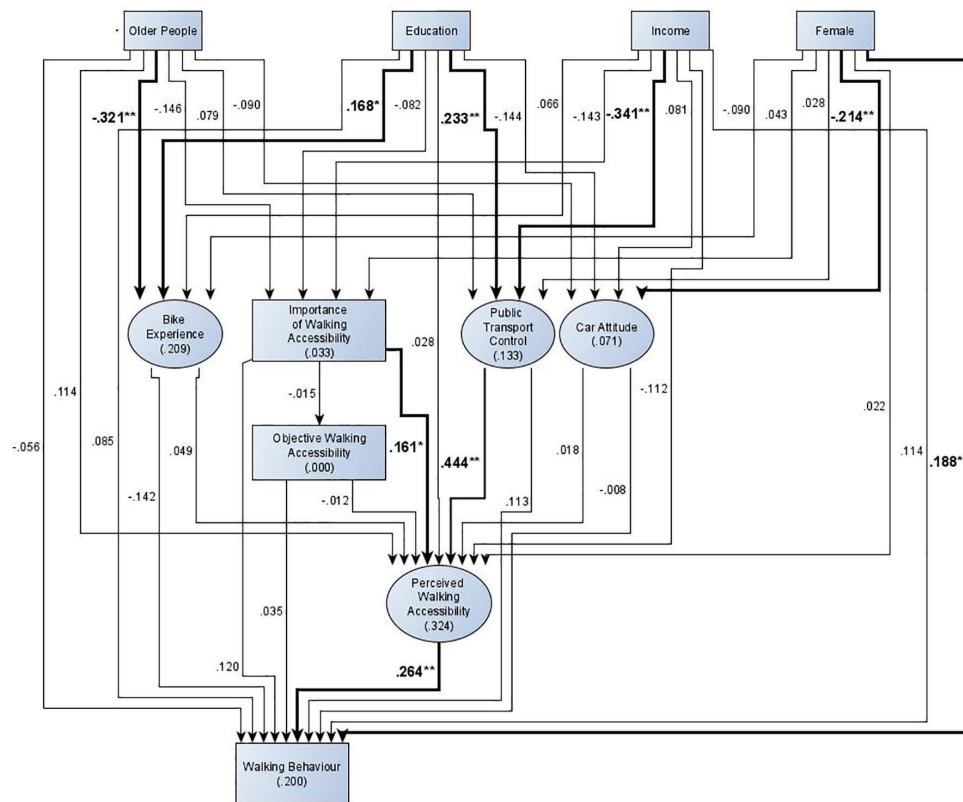 Older People
Education
Income
Female
-.321**
-.146
.079
-.090
.168*
-.082
.233**
-.144
.066
-.143
-.341**
.081
-.090
.043
.028
-.214**
Bike
Experience
(.209)
Importance
of Walking
Accessibility
(.033)
Public
Transport
Control
(.133)
Car Attitude
(.071)
.028
-.112
.114
-.015
.022
-.056
.085
.049
Objective Walking
Accessibility
(.000)
.161*
.444**
.018
.114
.188*
-.142
-.012
.113
-.008
Perceived
Walking
Accessibility
(.324)
.035
.120
.264**
Walking Behaviour
(.200)